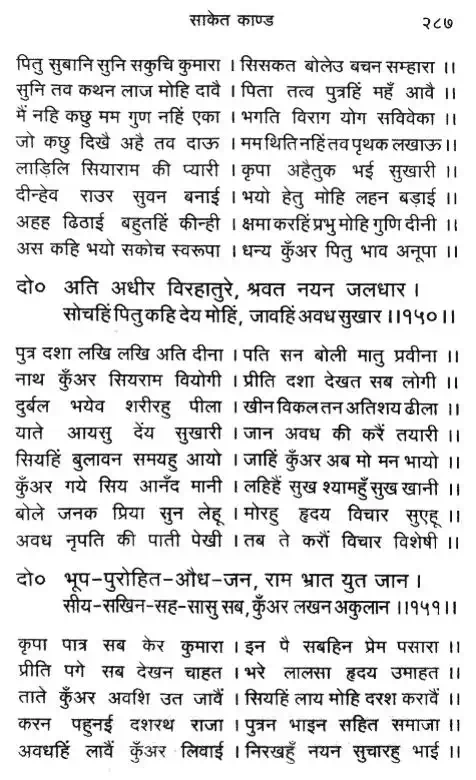 साकेत काण्ड २८७
पितु सुबानि सुनि सकुचि कुमारा । सिसकत बोलेउ बचन सम्हारा ।।
सुनि तव कथन लाज मोहि दावै । पिता तत्व पुत्रहिं महँ आवै ।।
मैं नहि कछु मम गुण नहिं एका । भगति विराग योग सविवेका ।।
जो कछु दिखै अहै तव दाऊ । मम थिति नहिं तव पृथक लखाऊ ।।
लाड़िलि सियाराम की प्यारी । कृपा अहैतुक भई सुखारी ।।
दीन्हेव राउर सुवन बनाई । भयो हेतु मोहि लहन बड़ाई ।।
अहह ढिठाई बहुतहिं कीन्ही । क्षमा करहिं प्रभु मोहि गुणि दीनी ।।
अस कहि भयो सकोच स्वरूपा । धन्य कुँअर पितु भाव अनूपा ।।
दो० अति अधीर विरहातुरे, श्रवत नयन जलधार ।
सोचहिं पितु कहि देय मोहिं, जावहिं अवध सुखार ।।१५०।।
पुत्र दशा लखि लखि अति दीना । पति सन बोली मातु प्रवीना ।।
नाथ कुँअर सियराम वियोगी । प्रीति दशा देखत सब लोगी ।।
दुर्बल भयेव शरीरहु पीला । खीन विकल तन अतिशय ढीला ।।
याते आयसु देंय सुखारी । जान अवध की करैं तयारी ।।
सियहिं बुलावन समयहु आयो । जाहिं कुँअर अब मो मन भायो ।।
कुँअर गये सिय आनँद मानी । लहिहैं सुख श्यामहुँ सुख खानी ।।
बोले जनक प्रिया सुन लेहू । मोरहु हृदय विचार सुएहू ।।
अवध नृपति की पाती पेखी । तब ते करौं विचार विशेषी ।।
दो० भूप-पुरोहित-औध-जन, राम भ्रात युत जान ।
सीय-सखिन-सह-सासु सब, कुँअर लखन अकुलान ।।१५१।।
कृपा पात्र सब केर कुमारा । इन पै सबहिन प्रेम पसारा ।।
प्रीति पगे सब देखन चाहत । भरे लालसा हृदय उमाहत ।।
ताते कुँअर अवशि उत जावैं । सियहिं लाय मोहि दरश करावैं ।।
करन पहुनई दशरथ राजा । पुत्रन भाइन सहित समाजा ।।
अवधहिं लावैं कुँअर लिवाई । निरखहुँ नयन सुचारहु भाई ।।